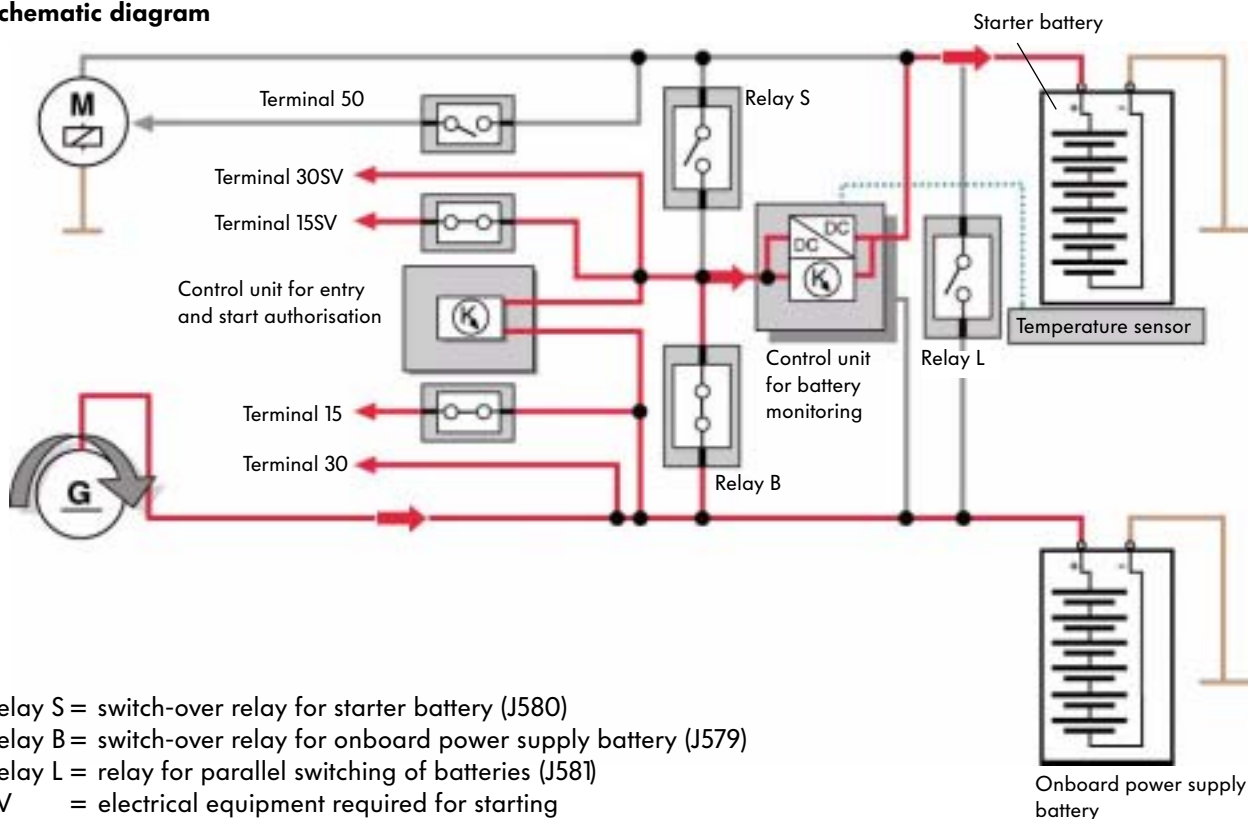 chematic diagram
Starter battery
M
Terminal 50
Relay S
Terminal 30SV
Terminal 15SV
DC
DC
K
Control unit for entry
and start authorisation
K
Temperature sensor
Control unit
for battery
monitoring
Relay L
Terminal 15
Terminal 30
Relay B
G
+
-
+
-
elay S = switch-over relay for starter battery (J580)
elay B = switch-over relay for onboard power supply battery (J579)
elay L = relay for parallel switching of batteries (J581)
V = electrical equipment required for starting
Onboard power supply
battery